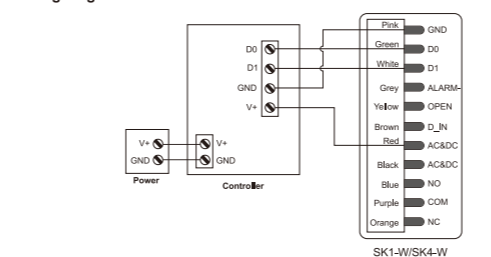 Pink GND
Green D0
White D1
Grey ALARM-
Yellow OPEN
Brown D_IN
Red AC&DC
Black AC&DC
Blue NO
Purple COM
Orange NC
SK1-W/SK4-W
D0
D1
GND
V+
V+ V+
GND GND
Power
Controller